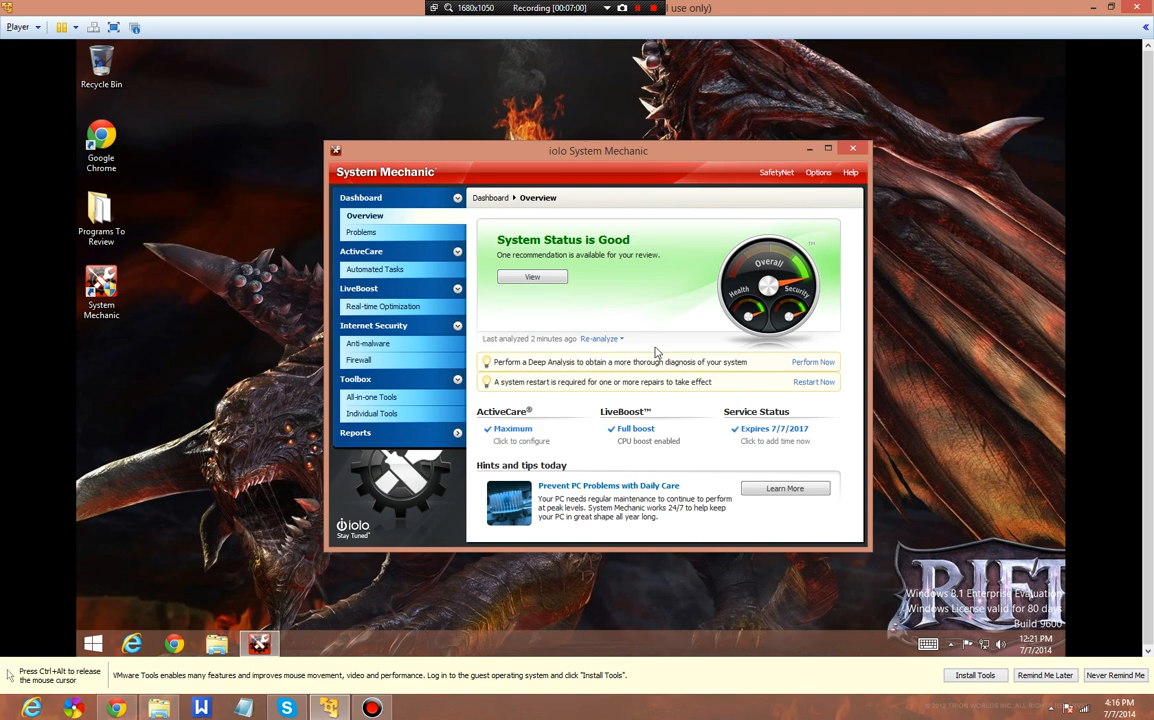 1680x1050 Recording [00:07:00]
l use only)
Player
Recycle Bin
Google
Chrome
Programs To
Review
System
Mechanic
iolo System Mechanic
System Mechanic
SafetyNet Options Help
Dashboard
Overview
Problems
ActiveCare
Automated Tasks
LiveBoost
Real-time Optimization
Internet Security
Anti-malware
Firewall
Toolbox
All-in-one Tools
Individual Tools
Reports
iolo
Stay Tuned™
Dashboard Overview
System Status is Good
One recommendation is available for your review.
View
Overall
Health
Security
TM
Last analyzed 2 minutes ago Re-analyze
Perform a Deep Analysis to obtain a more thorough diagnosis of your system Perform Now
A system restart is required for one or more repairs to take effect Restart Now
ActiveCare® LiveBoost™ Service Status
Maximum Full boost Expires 7/7/2017
Click to configure CPU boost enabled Click to add time now
Hints and tips today
Prevent PC Problems with Daily Care
Learn More
Your PC needs regular maintenance to continue to perform
at peak levels. System Mechanic works 24/7 to help keep
your PC in great shape all year long.
RIFT
Windows 8.1 Enterprise Evaluation
Windows License valid for 80 days
Build 9600
12:21 PM
7/7/2014
Press Ctrl+Alt to release
the mouse cursor
VMware Tools enables many features and improves mouse movement, video and performance. Log in to the guest operating system and click "Install Tools".
Install Tools Remind Me Later Never Remind Me
4:16 PM
7/7/2014